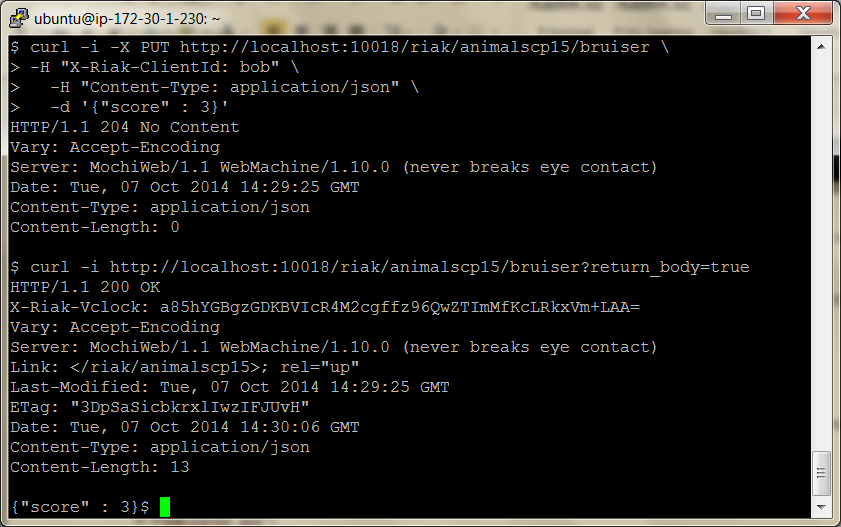 ubuntu@ip-172-30-1-230: ~
$ curl -i -X PUT http://localhost:10018/riak/animalscp15/bruiser \
> -H "X-Riak-ClientId: bob" \
>   -H "Content-Type: application/json" \
>   -d '{"score" : 3}'
HTTP/1.1 204 No Content
Vary: Accept-Encoding
Server: MochiWeb/1.1 WebMachine/1.10.0 (never breaks eye contact)
Date: Tue, 07 Oct 2014 14:29:25 GMT
Content-Type: application/json
Content-Length: 0
$ curl -i http://localhost:10018/riak/animalscp15/bruiser?return_body=true
HTTP/1.1 200 OK
X-Riak-Vclock: a85hYGBgzGDKBVIcR4M2cgffz96QwZTImMfKcLRkxVm+LAA=
Vary: Accept-Encoding
Server: MochiWeb/1.1 WebMachine/1.10.0 (never breaks eye contact)
Link: </riak/animalscp15>; rel="up"
Last-Modified: Tue, 07 Oct 2014 14:29:25 GMT
ETag: "3DpSaSicbkrxlIwzIFJUvH"
Date: Tue, 07 Oct 2014 14:30:06 GMT
Content-Type: application/json
Content-Length: 13
{"score" : 3}$